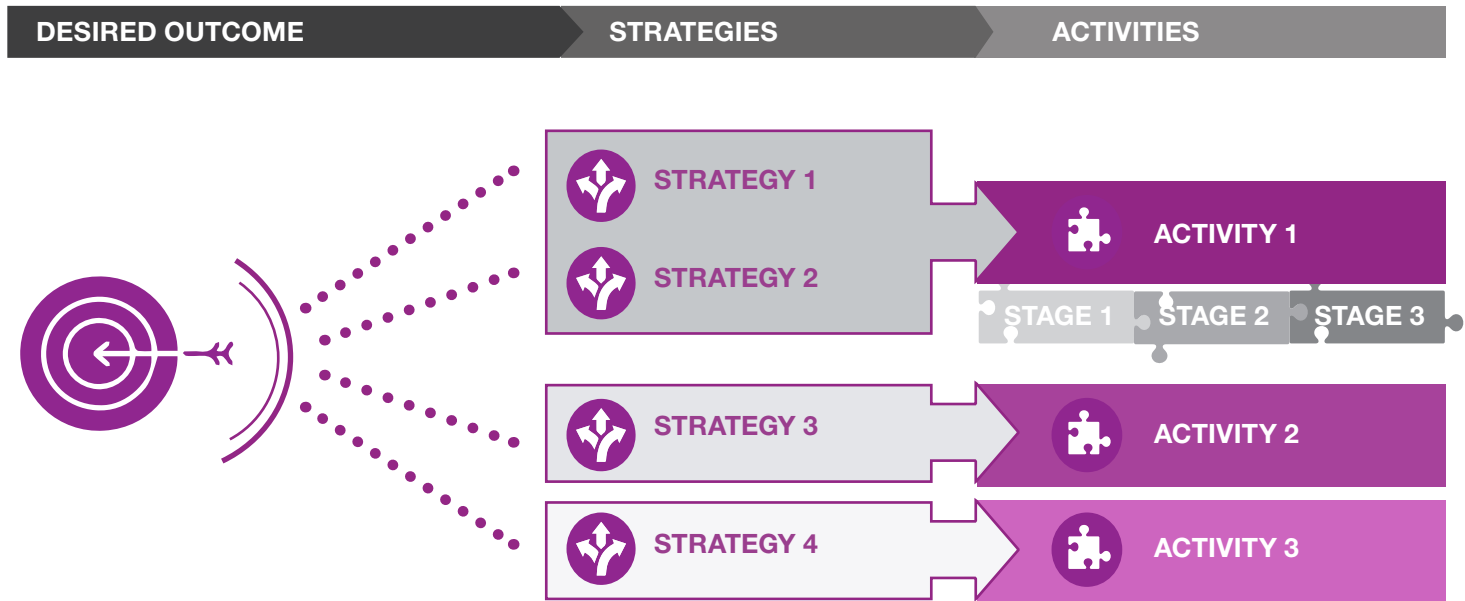 DESIRED OUTCOME
STRATEGIES
ACTIVITIES
STRATEGY 1
STRATEGY 2
ACTIVITY 1
STAGE 1
STAGE 2
STAGE 3
STRATEGY 3
ACTIVITY 2
STRATEGY 4
ACTIVITY 3